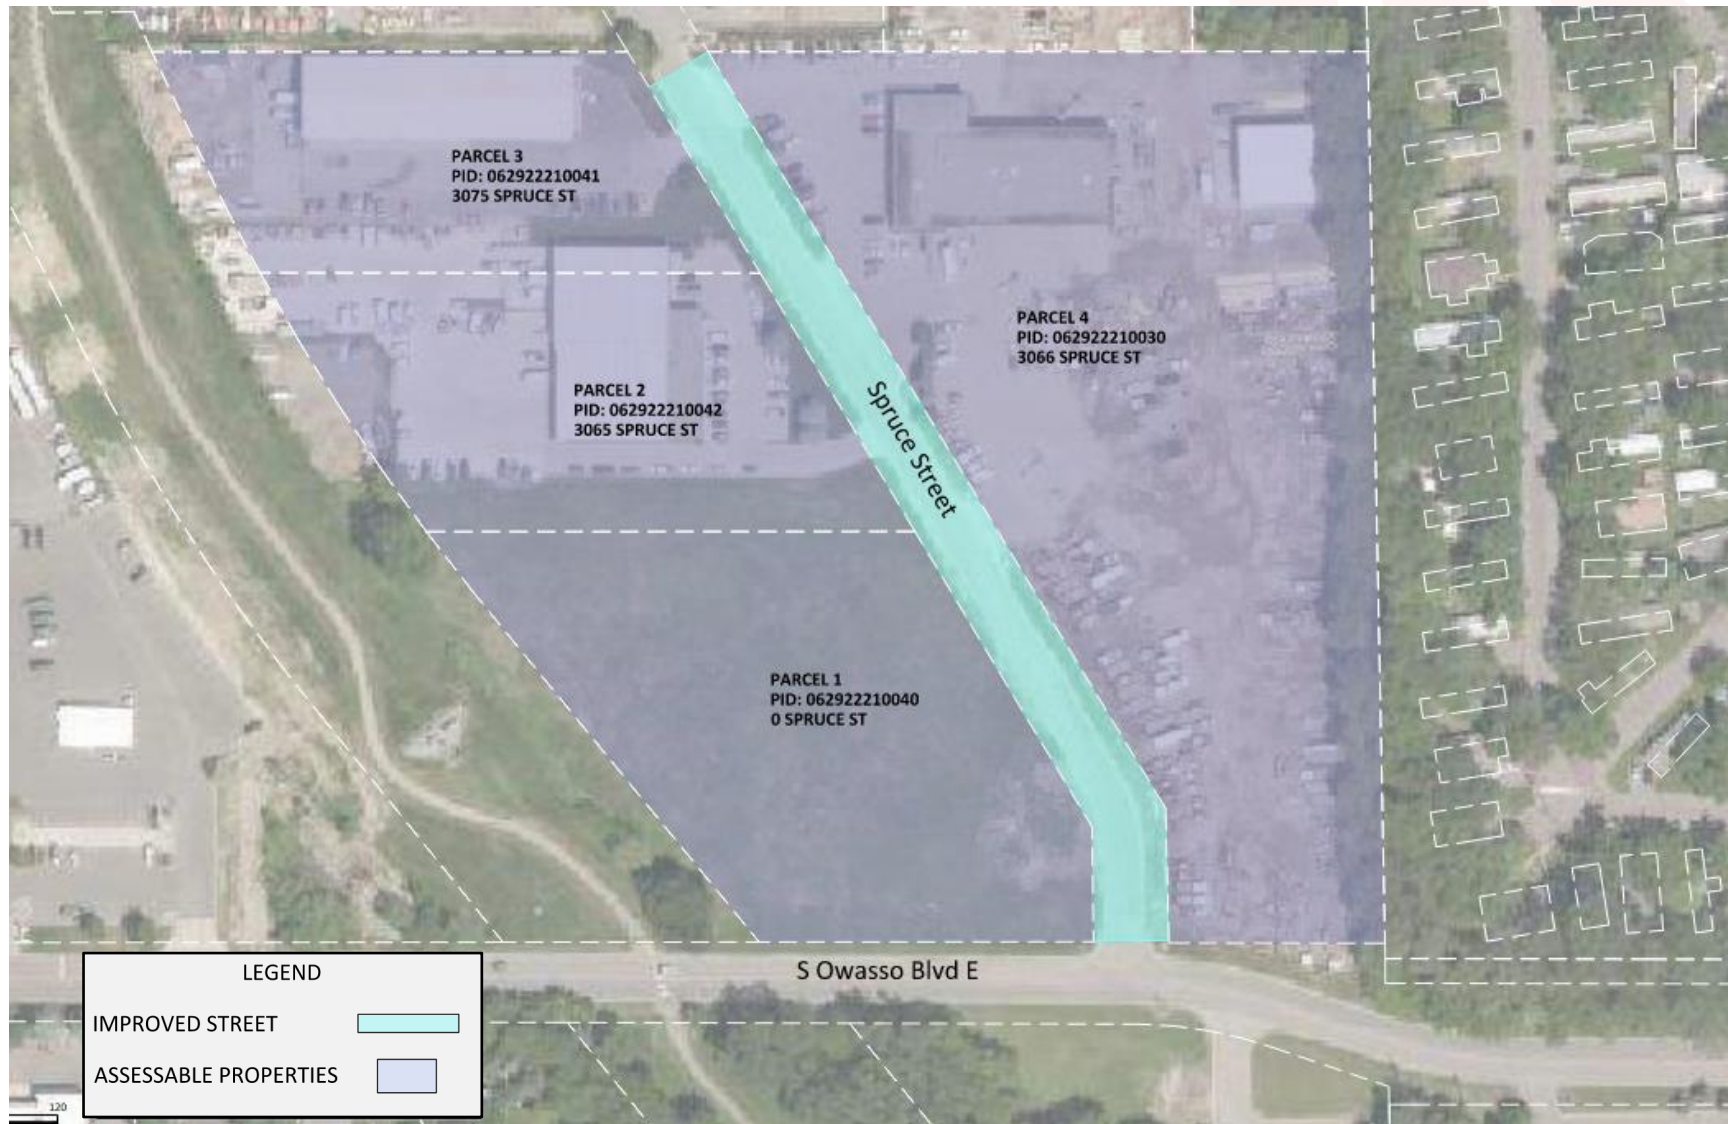 PARCEL 3
PID: 062922210041
3075 SPRUCE ST
PARCEL 4
PID: 062922210030
3066 SPRUCE ST
PARCEL 2
PID: 062922210042
3065 SPRUCE ST
Spruce Street
PARCEL 1
PID: 062922210040
0 SPRUCE ST
S Owasso Blvd E
LEGEND
IMPROVED STREET
ASSESSABLE PROPERTIES
120